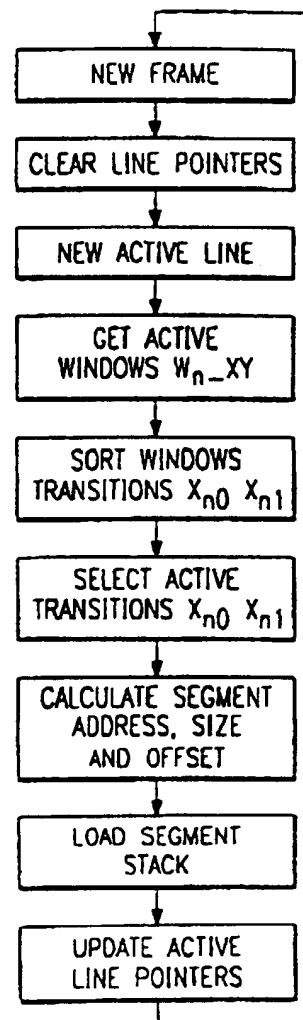 NEW FRAME
CLEAR LINE POINTERS
NEW ACTIVE LINE
GET ACTIVE
WINDOWS Wn_XY
SORT WINDOWS
TRANSITIONS Xn0 Xn1
SELECT ACTIVE
TRANSITIONS Xn0 Xn1
CALCULATE SEGMENT
ADDRESS, SIZE
AND OFFSET
LOAD SEGMENT
STACK
UPDATE ACTIVE
LINE POINTERS